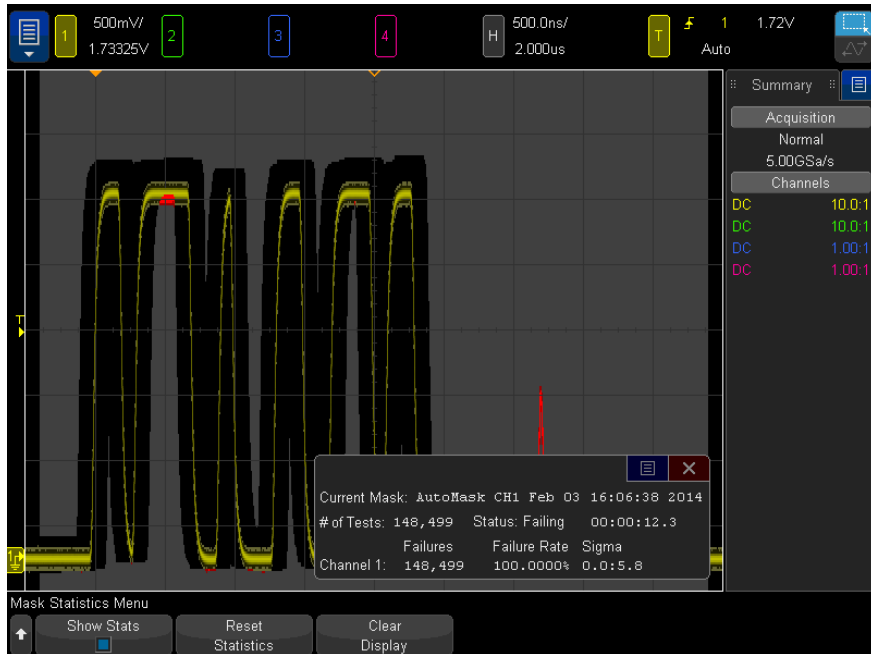 500mV/ 500.0ns/ 1 1.72V
1 2 3 4 H T
1.73325V 2.000us Auto
Summary
Acquisition
Normal
5.00GSa/s
Channels
DC 10.0:1
DC 10.0:1
DC 1.00:1
DC 1.00:1
T
1
Current Mask: AutoMask CH1 Feb 03 16:06:38 2014
# of Tests: 148,499 Status: Failing 00:00:12.3
Failures Failure Rate Sigma
Channel 1: 148,499 100.0000% 0.0:5.8
Mask Statistics Menu
Show Stats
Reset
Statistics
Clear
Display